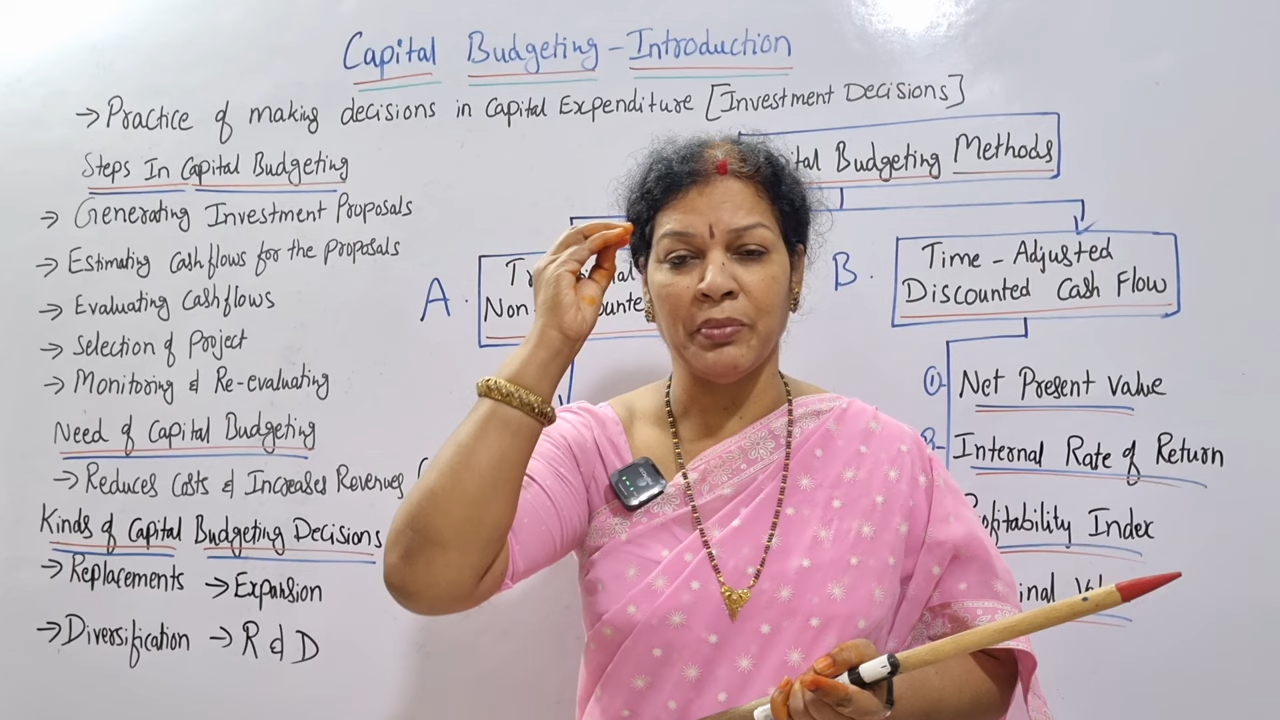 Capital Budgeting - Introduction
→ Practice of making decisions in Capital Expenditure [Investment Decisions]
Steps In Capital Budgeting
→ Generating Investment Proposals
→ Estimating Cashflows for the proposals
→ Evaluating Cashflows
→ Selection of Project
→ Monitoring & Re-evaluating
Need of Capital Budgeting
→ Reduces Costs & Increases Revenues
Kinds of Capital Budgeting Decisions
→ Replacements → Expansion
→ Diversification → R & D
Budgeting Methods
A.
Non
B.
Time - Adjusted
Discounted Cash Flow
① Net Present Value
Internal Rate of Return
Index